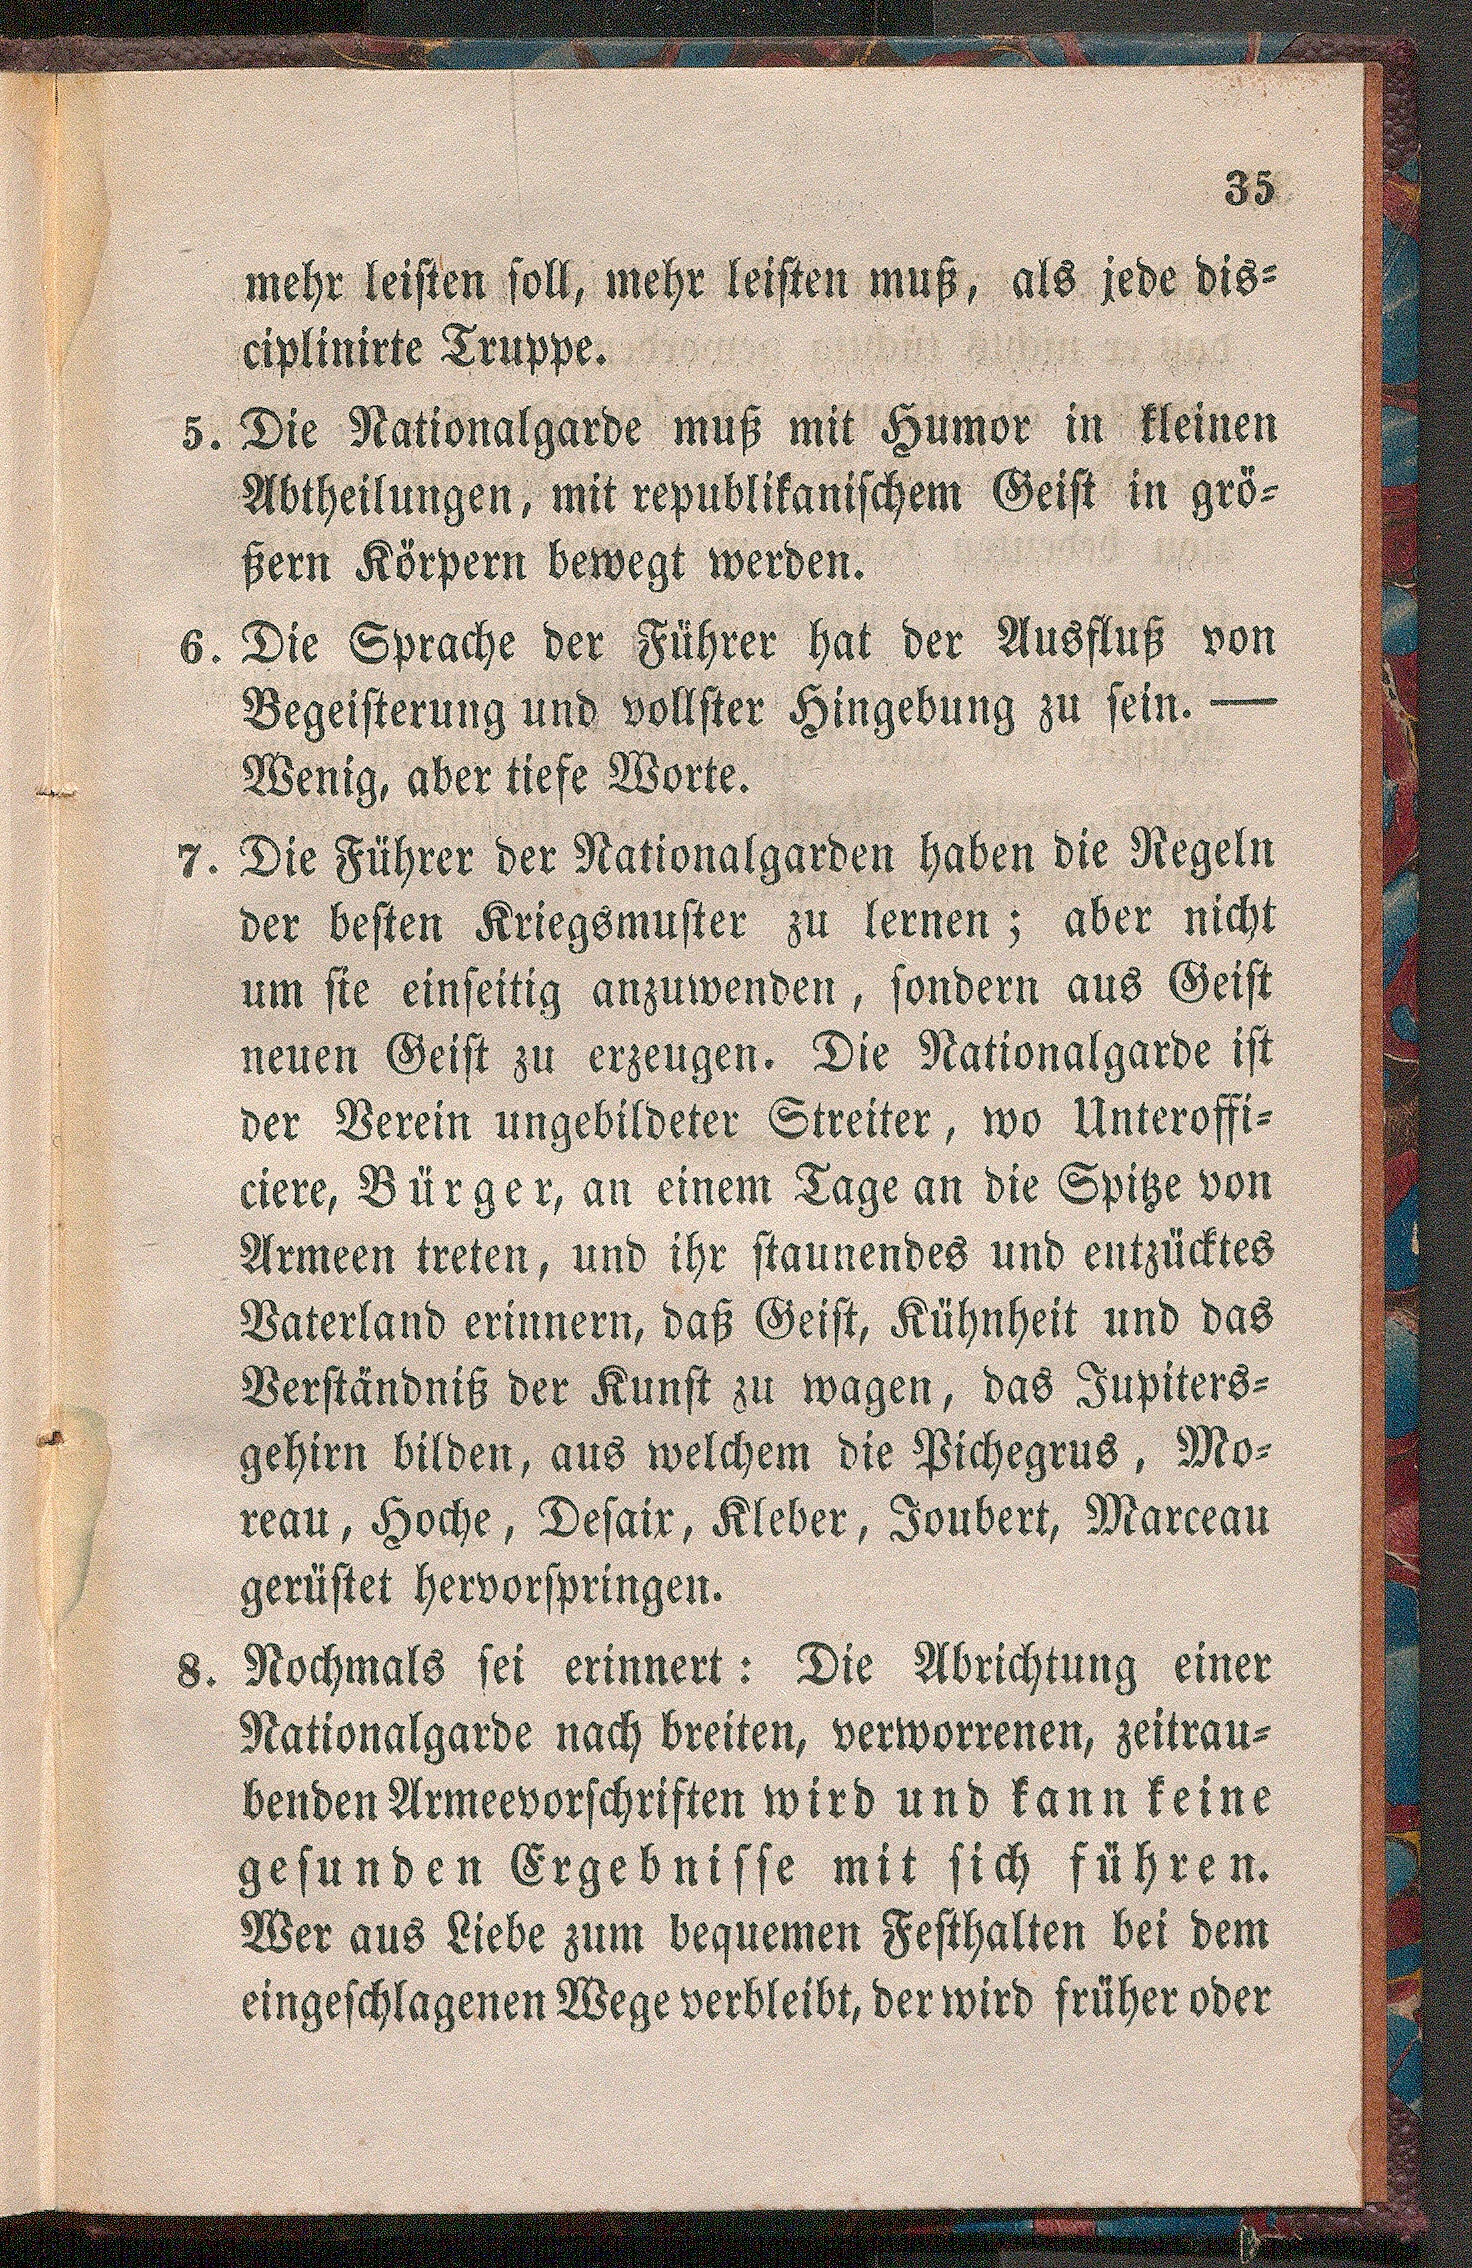 35
mehr leisten soll, mehr leisten muß, als jede dis-
ciplinirte Truppe.
5. Die Nationalgarde muß mit Humor in kleinen
Abtheilungen, mit republikanischem Geist in grö-
ßern Körpern bewegt werden.
6. Die Sprache der Führer hat der Ausfluß von
Begeisterung und vollster Hingebung zu sein. —
Wenig, aber tiefe Worte.
7. Die Führer der Nationalgarden haben die Regeln
der besten Kriegsmuster zu lernen; aber nicht
um sie einseitig anzuwenden, sondern aus Geist
neuen Geist zu erzeugen. Die Nationalgarde ist
der Verein ungebildeter Streiter, wo Unteroffi-
ciere, Bürger, an einem Tage an die Spitze von
Armeen treten, und ihr staunendes und entzücktes
Vaterland erinnern, daß Geist, Kühnheit und das
Verständniß der Kunst zu wagen, das Jupiters-
gehirn bilden, aus welchem die Pichegrus, Mo-
reau, Hoche, Desaix, Kleber, Joubert, Marceau
gerüstet hervorspringen.
8. Nochmals sei erinnert: Die Abrichtung einer
Nationalgarde nach breiten, verworrenen, zeitrau-
benden Armeevorschriften wird und kann keine
gesunden Ergebnisse mit sich führen.
Wer aus Liebe zum bequemen Festhalten bei dem
eingeschlagenen Wege verbleibt, der wird früher oder